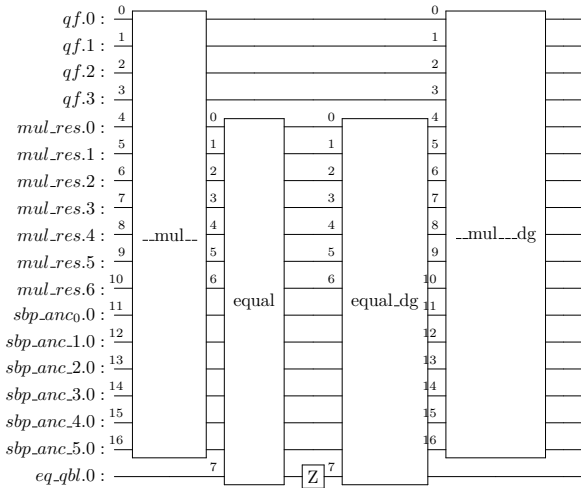 qf.0 : 0 0
qf.1 : 1 1
qf.2 : 2 2
qf.3 : 3 3
mul_res.0 : 4 0 0 4
mul_res.1 : 5 1 1 5
mul_res.2 : 6 2 2 6
mul_res.3 : 7 3 3 7
mul_res.4 : 8 __mul__ 4 4 8 __mul___dg
mul_res.5 : 9 5 5 9
mul_res.6 : 10 6 equal 6 equal_dg 10
sbp_anc0.0 : 11 11
sbp_anc_1.0 : 12 12
sbp_anc_2.0 : 13 13
sbp_anc_3.0 : 14 14
sbp_anc_4.0 : 15 15
sbp_anc_5.0 : 16 16
eq_qbl.0 : 7 Z 7